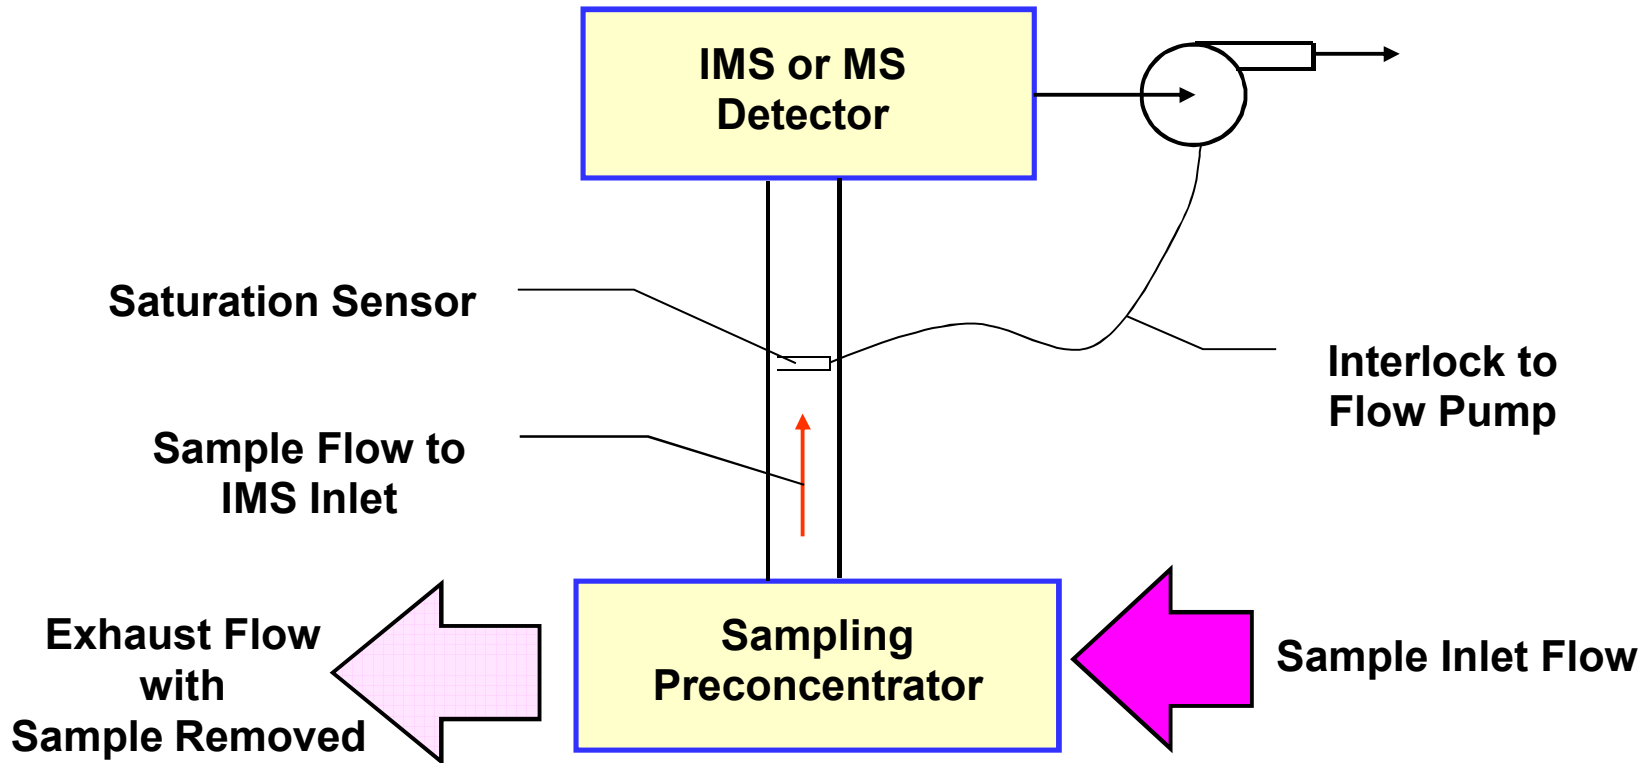 IMS or MS
Detector
Saturation Sensor
Interlock to
Flow Pump
Sample Flow to
IMS Inlet
Exhaust Flow
with
Sample Removed
Sampling
Preconcentrator
Sample Inlet Flow